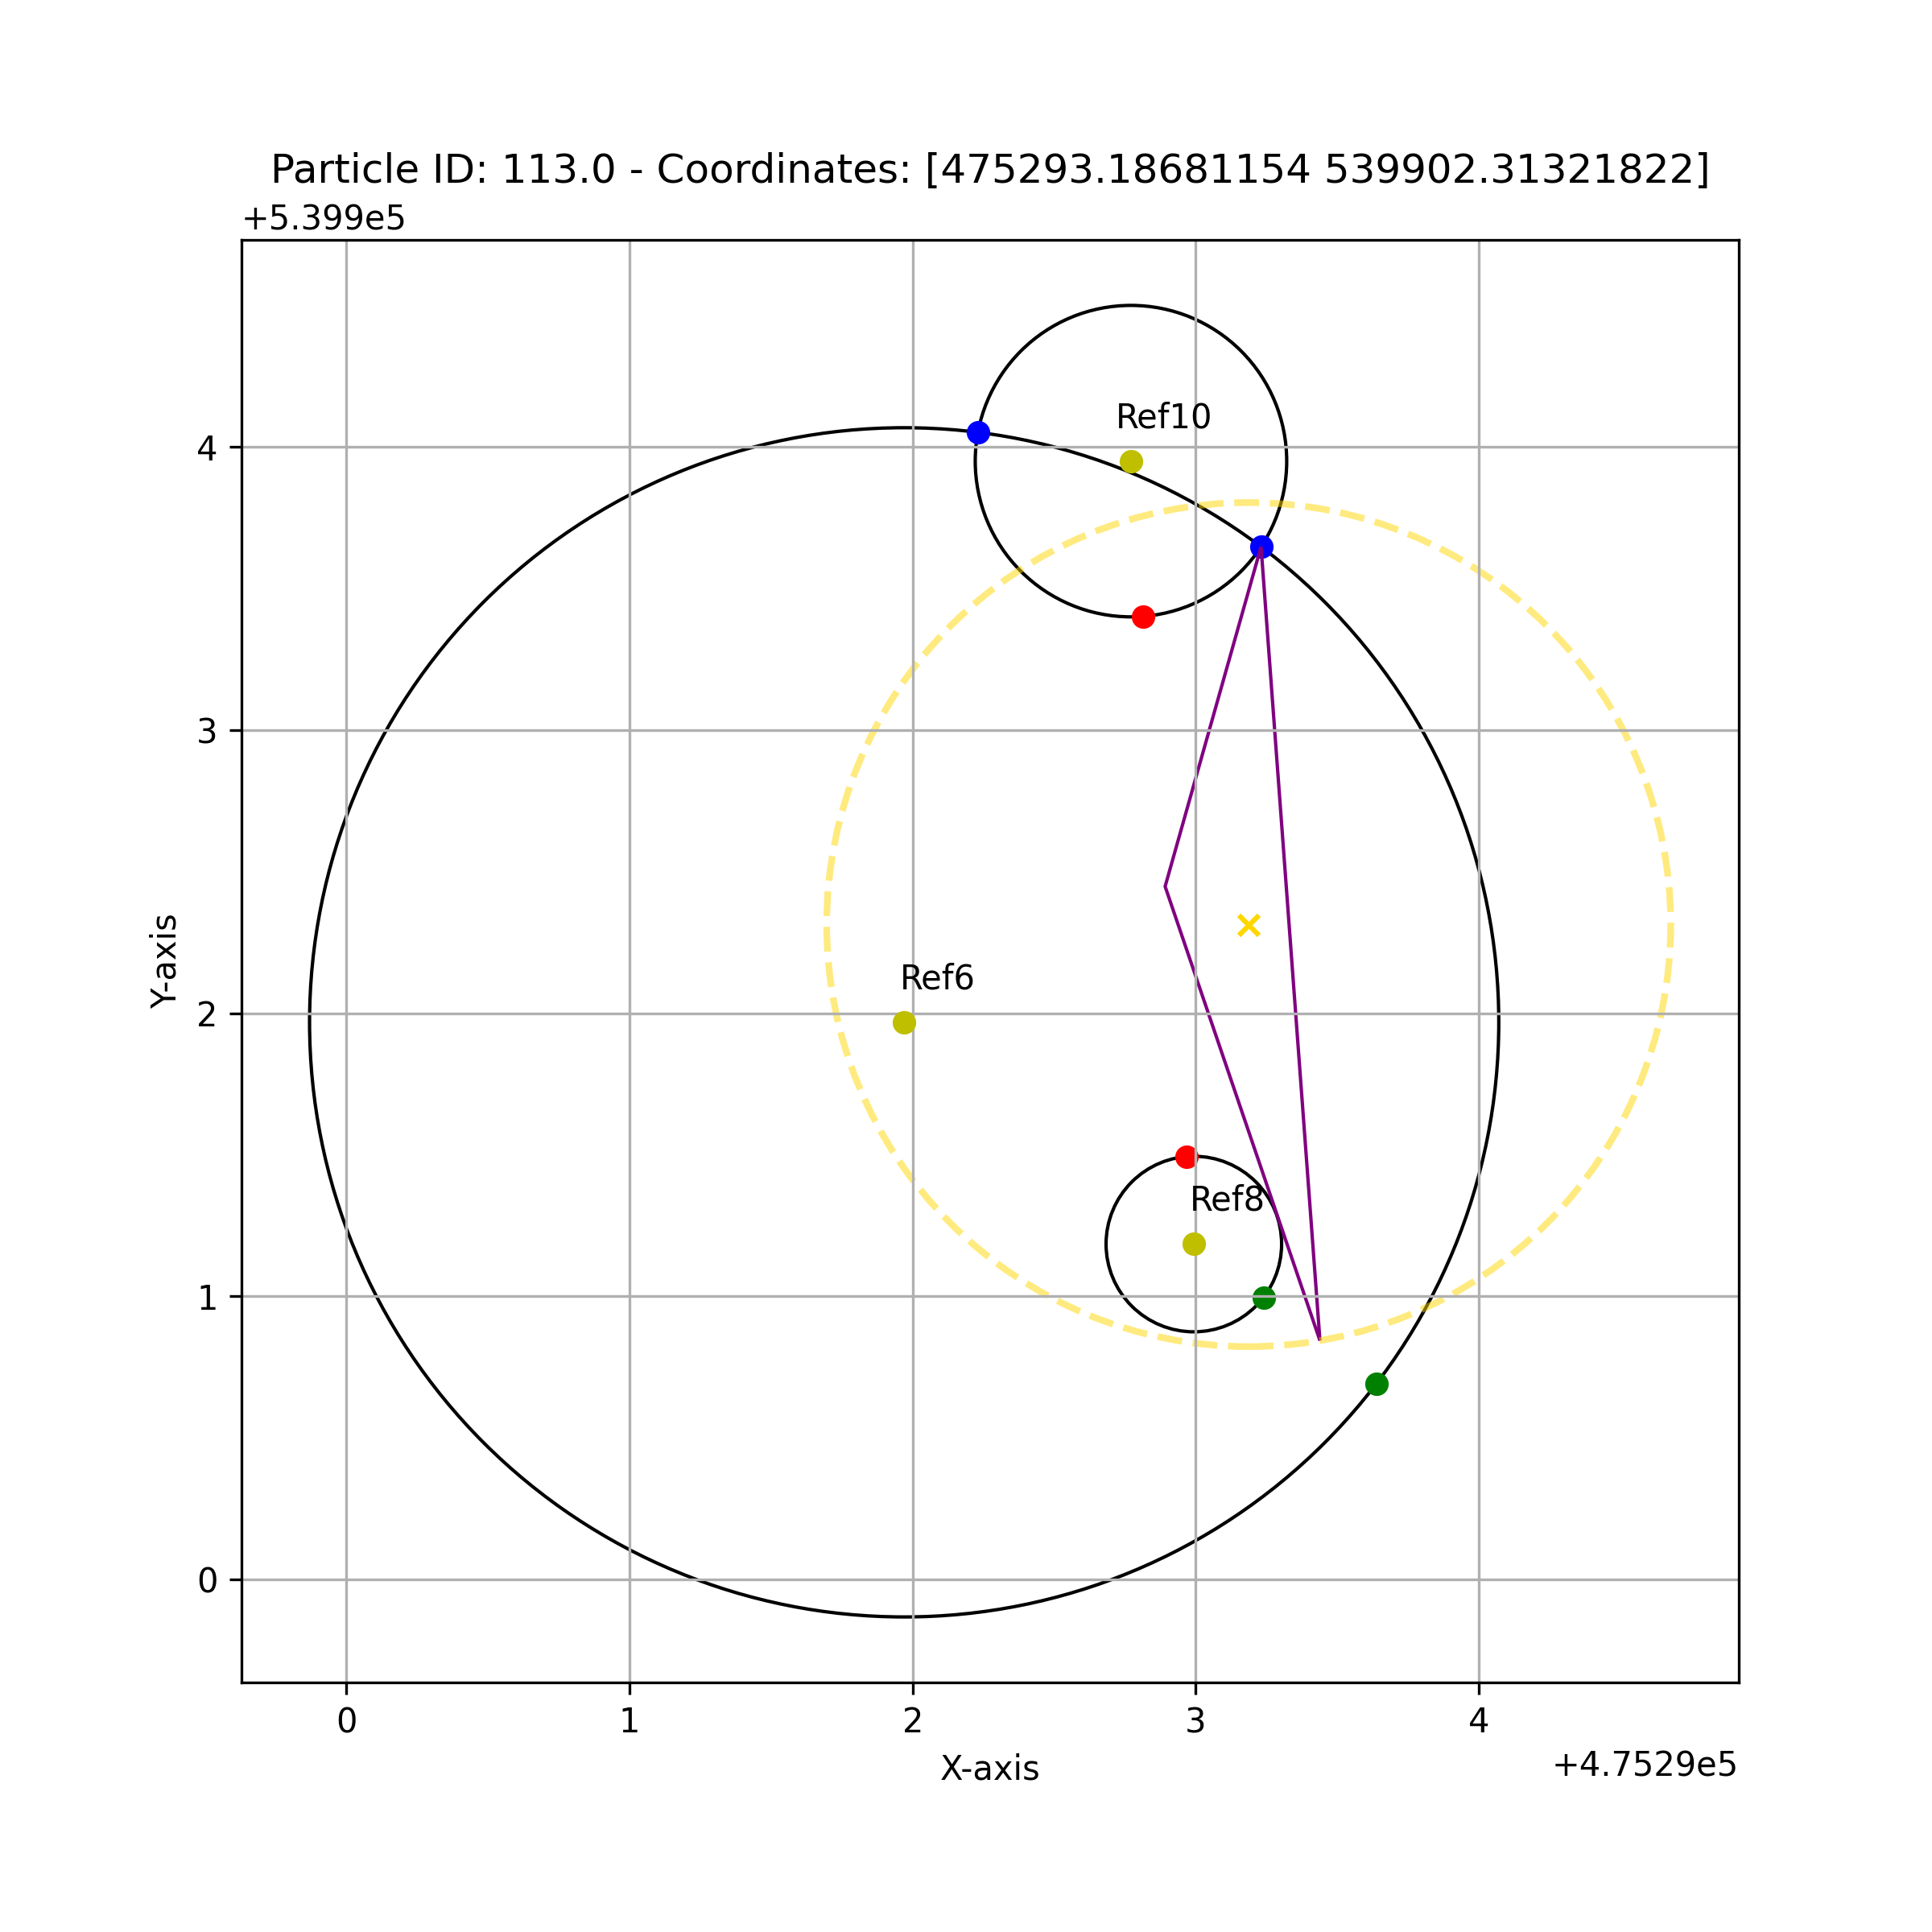 Particle ID: 113.0 - Coordinates: [475293.18681154 539902.31321822]
+5.399e5
Ref10
4
3
Ref6
Y-axis
2
Ref8
1
0
0 1 2 3 4
X-axis
+4.7529e5